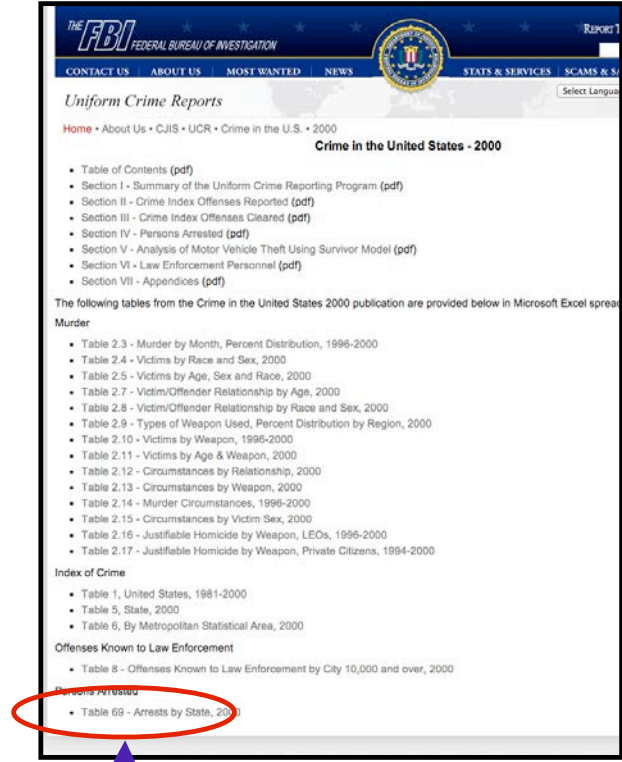 THE FBI FEDERAL BUREAU OF INVESTIGATION
REPORT T
CONTACT US ABOUT US MOST WANTED NEWS STATS & SERVICES SCAMS & SA
Uniform Crime Reports
Select Langua
Home • About Us • CJIS • UCR • Crime in the U.S. • 2000
Crime in the United States - 2000
▪ Table of Contents (pdf)
▪ Section I - Summary of the Uniform Crime Reporting Program (pdf)
▪ Section II - Crime Index Offenses Reported (pdf)
▪ Section III - Crime Index Offenses Cleared (pdf)
▪ Section IV - Persons Arrested (pdf)
▪ Section V - Analysis of Motor Vehicle Theft Using Survivor Model (pdf)
▪ Section VI - Law Enforcement Personnel (pdf)
▪ Section VII - Appendices (pdf)
The following tables from the Crime in the United States 2000 publication are provided below in Microsoft Excel spread
Murder
▪ Table 2.3 - Murder by Month, Percent Distribution, 1996-2000
▪ Table 2.4 - Victims by Race and Sex, 2000
▪ Table 2.5 - Victims by Age, Sex and Race, 2000
▪ Table 2.7 - Victim/Offender Relationship by Age, 2000
▪ Table 2.8 - Victim/Offender Relationship by Race and Sex, 2000
▪ Table 2.9 - Types of Weapon Used, Percent Distribution by Region, 2000
▪ Table 2.10 - Victims by Weapon, 1996-2000
▪ Table 2.11 - Victims by Age & Weapon, 2000
▪ Table 2.12 - Circumstances by Relationship, 2000
▪ Table 2.13 - Circumstances by Weapon, 2000
▪ Table 2.14 - Murder Circumstances, 1996-2000
▪ Table 2.15 - Circumstances by Victim Sex, 2000
▪ Table 2.16 - Justifiable Homicide by Weapon, LEOs, 1996-2000
▪ Table 2.17 - Justifiable Homicide by Weapon, Private Citizens, 1994-2000
Index of Crime
▪ Table 1, United States, 1981-2000
▪ Table 5, State, 2000
▪ Table 6, By Metropolitan Statistical Area, 2000
Offenses Known to Law Enforcement
▪ Table 8 - Offenses Known to Law Enforcement by City 10,000 and over, 2000
Persons Arrested
▪ Table 69 - Arrests by State, 2000